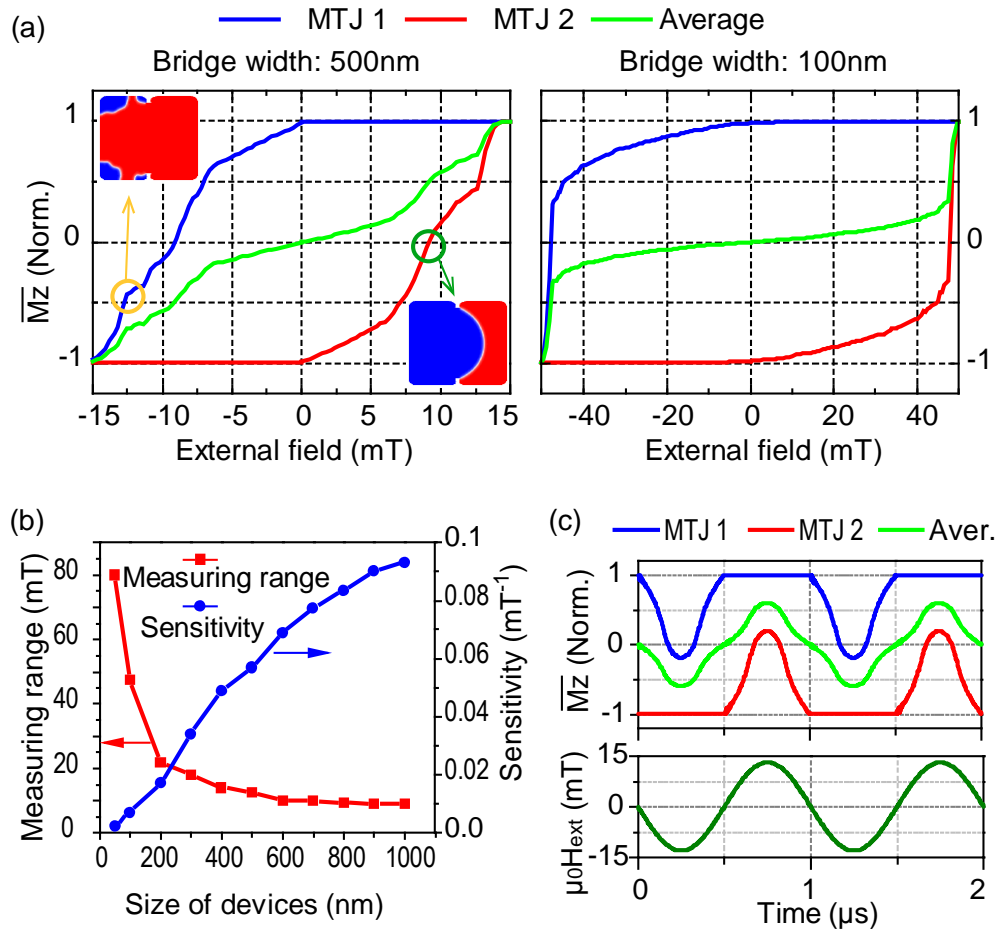 (a) MTJ 1 MTJ 2 Average
Bridge width: 500nm Bridge width: 100nm
1 1
0 0
-1 -1
Mz (Norm.)
-15 -10 -5 0 5 10 15 -40 -20 0 20 40
External field (mT) External field (mT)
(b)
Measuring range
Sensitivity
80
60
40
20
0
Measuring range (mT)
0.1
0.08
0.06
0.04
0.02
0.0
Sensitivity (mT⁻¹)
0 200 400 600 800 1000
Size of devices (nm)
(c) MTJ 1 MTJ 2 Aver.
1
0
-1
Mz (Norm.)
15
0
-15
μ₀Hext (mT)
0 1 2
Time (μs)